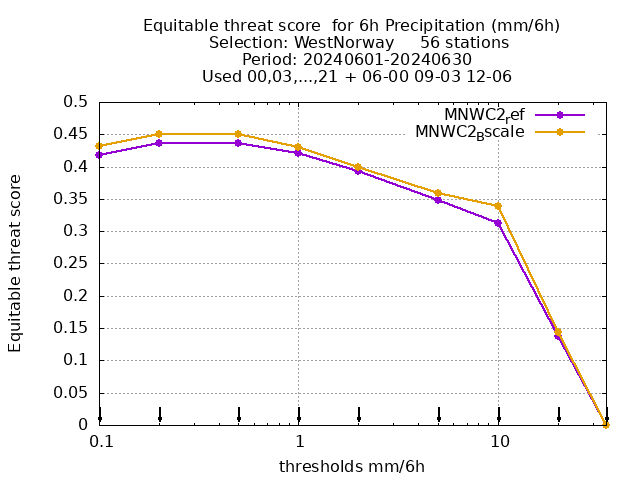 Equitable threat score  for 6h Precipitation (mm/6h)
Selection: WestNorway     56 stations
Period: 20240601-20240630
Used 00,03,...,21 + 06-00 09-03 12-06
MNWC2_ref
MNWC2_Bscale
Equitable threat score
0.5
0.45
0.4
0.35
0.3
0.25
0.2
0.15
0.1
0.05
0
0.1 1 10
thresholds mm/6h